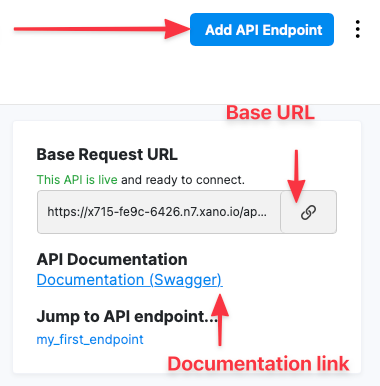 Add API Endpoint
Base URL
Base Request URL
This API is live and ready to connect.
https://x715-fe9c-6426.n7.xano.io/ap...
API Documentation
Documentation (Swagger)
Jump to API endpoint...
my_first_endpoint
Documentation link